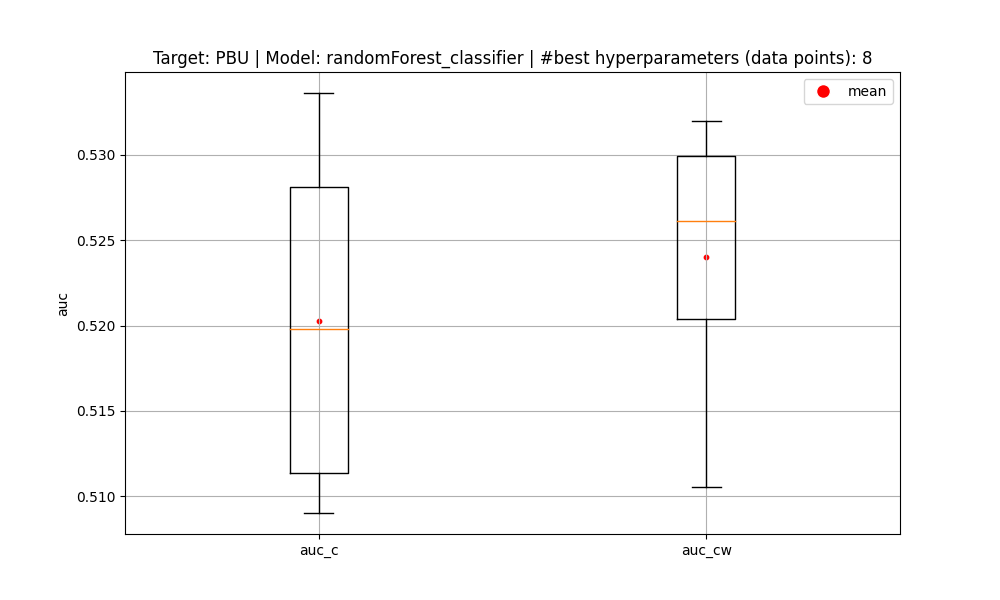 Target: PBU | Model: randomForest_classifier | #best hyperparameters (data points): 8
mean
0.530
0.525
0.520
0.515
0.510
auc
auc_c
auc_cw